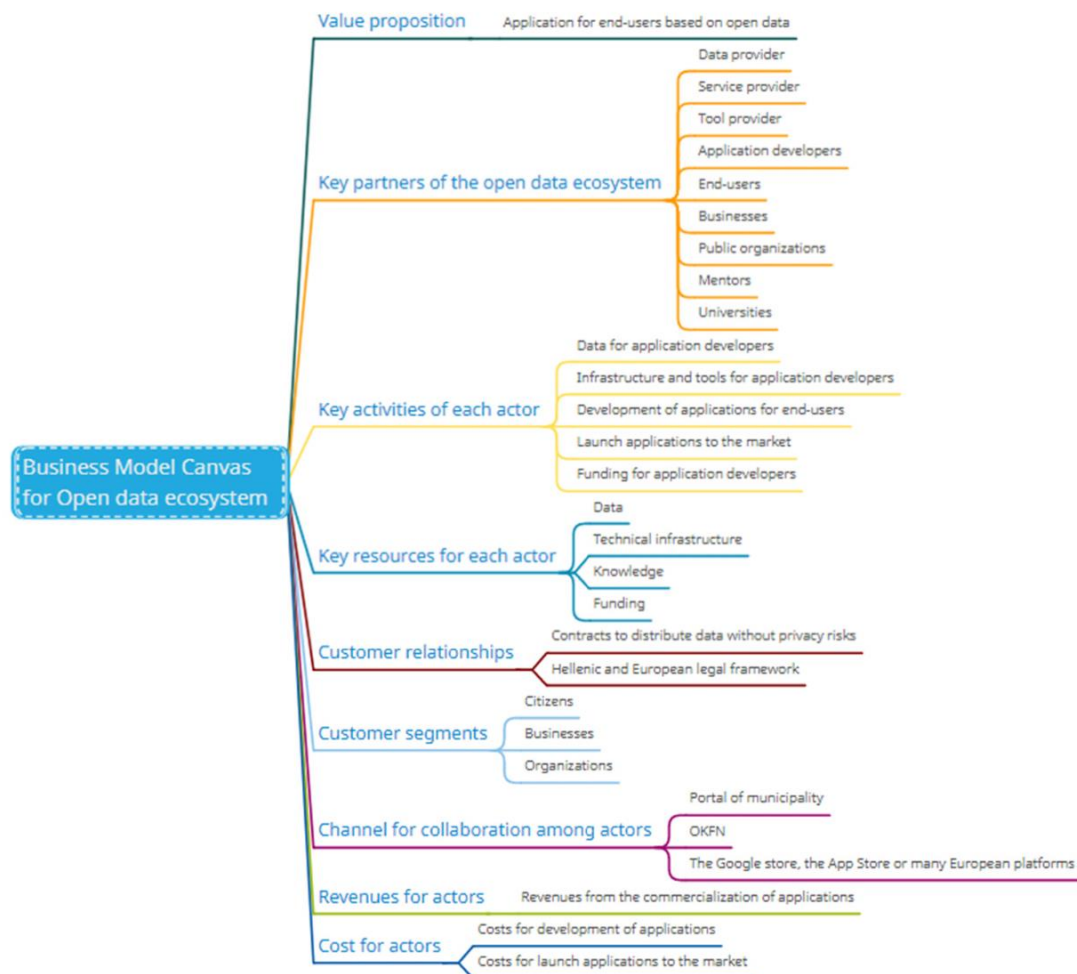 Business Model Canvas
for Open data ecosystem
Value proposition
Application for end-users based on open data
Key partners of the open data ecosystem
Data provider
Service provider
Tool provider
Application developers
End-users
Businesses
Public organizations
Mentors
Universities
Key activities of each actor
Data for application developers
Infrastructure and tools for application developers
Development of applications for end-users
Launch applications to the market
Funding for application developers
Key resources for each actor
Data
Technical infrastructure
Knowledge
Funding
Customer relationships
Contracts to distribute data without privacy risks
Hellenic and European legal framework
Customer segments
Citizens
Businesses
Organizations
Channel for collaboration among actors
Portal of municipality
OKFN
The Google store, the App Store or many European platforms
Revenues for actors
Revenues from the commercialization of applications
Cost for actors
Costs for development of applications
Costs for launch applications to the market